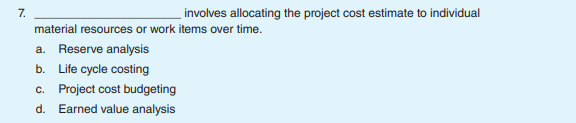 7. ____________________ involves allocating the project cost estimate to individual
material resources or work items over time.
a. Reserve analysis
b. Life cycle costing
c. Project cost budgeting
d. Earned value analysis